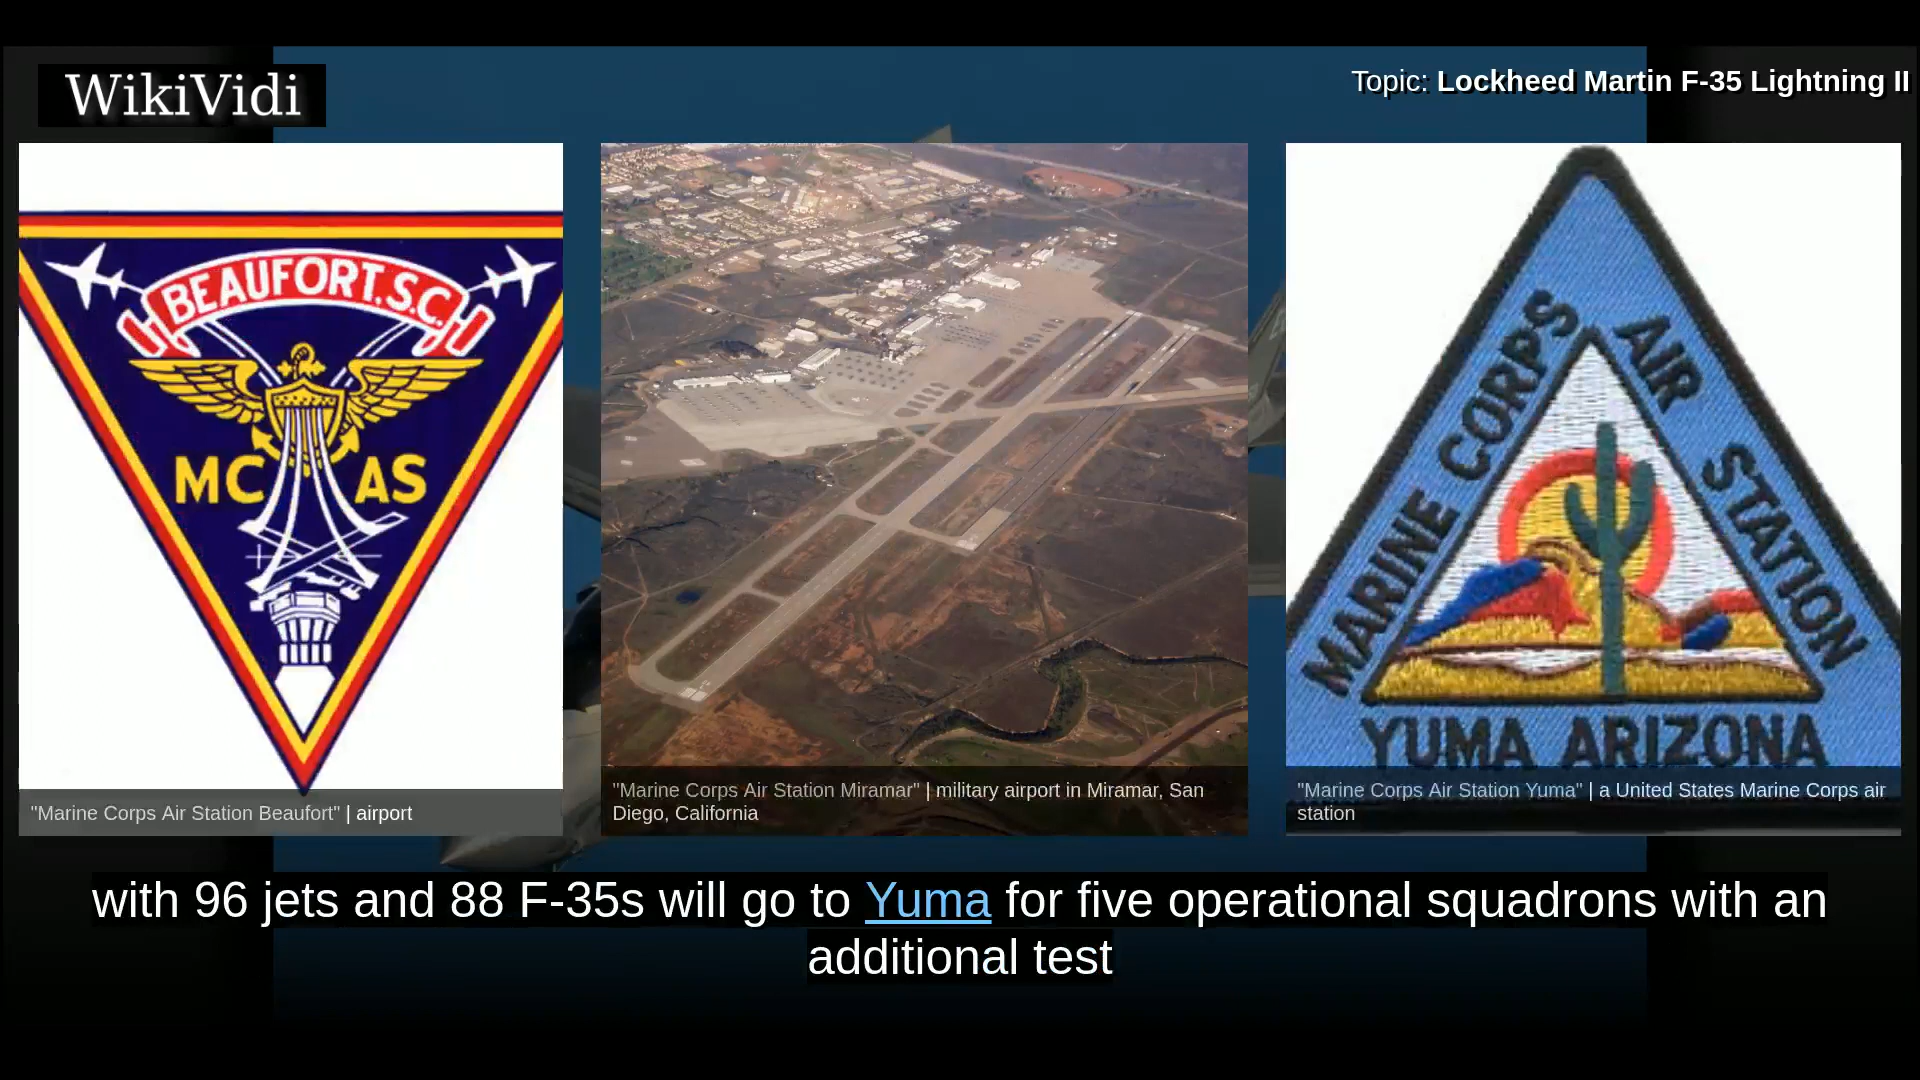 WikiVidi
Topic: Lockheed Martin F-35 Lightning II
BEAUFORT.S.C.
MC AS
"Marine Corps Air Station Beaufort" | airport
"Marine Corps Air Station Miramar" | military airport in Miramar, San
Diego, California
MARINE CORPS AIR STATION
YUMA ARIZONA
"Marine Corps Air Station Yuma" | a United States Marine Corps air
station
with 96 jets and 88 F-35s will go to Yuma for five operational squadrons with an
additional test